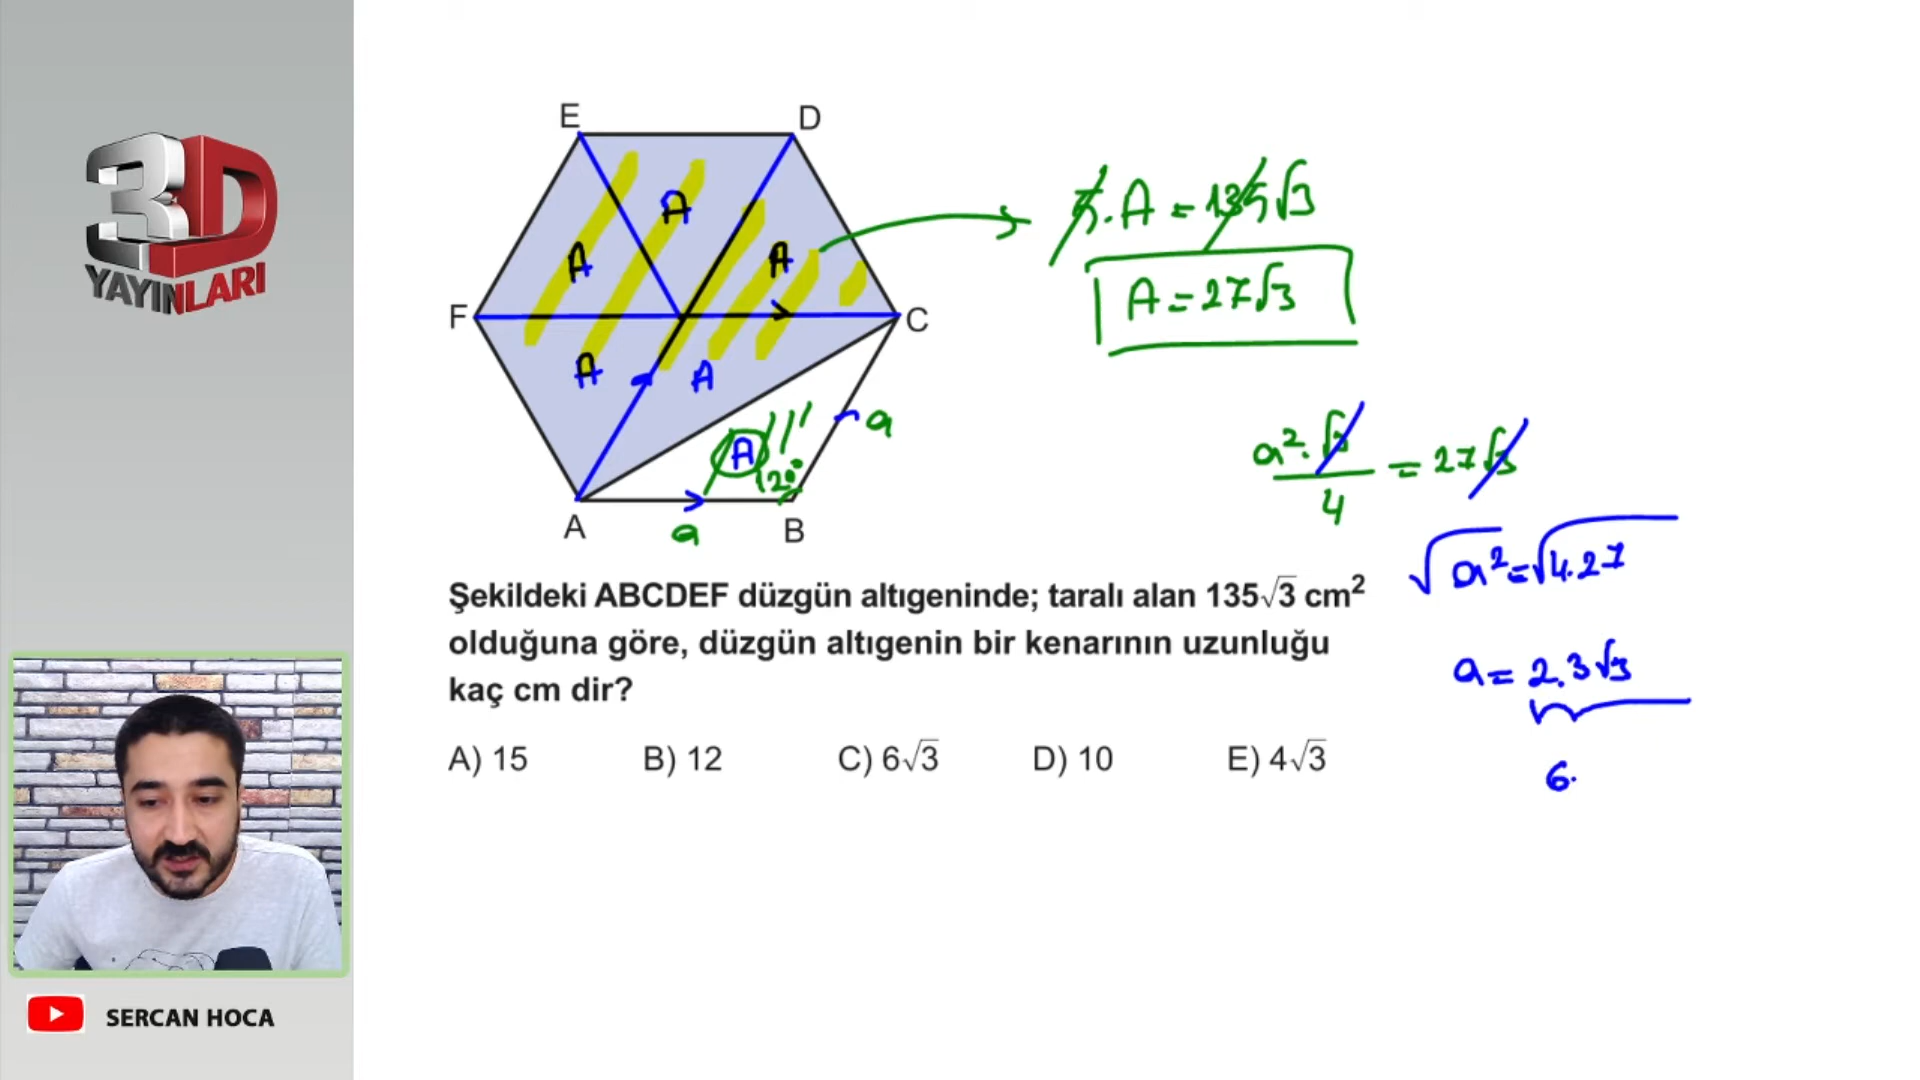 3D
YAYINLARI
E
D
F
C
A
B
A
A
A
A
A
A
120°
a
a
5.A = 135√3
A = 27√3
a².√3 / 4 = 27√3
√a² = √4.27
a = 2.3√3
6.
Şekildeki ABCDEF düzgün altıgeninde; taralı alan 135√3 cm²
olduğuna göre, düzgün altıgenin bir kenarının uzunluğu
kaç cm dir?
A) 15 B) 12 C) 6√3 D) 10 E) 4√3
SERCAN HOCA